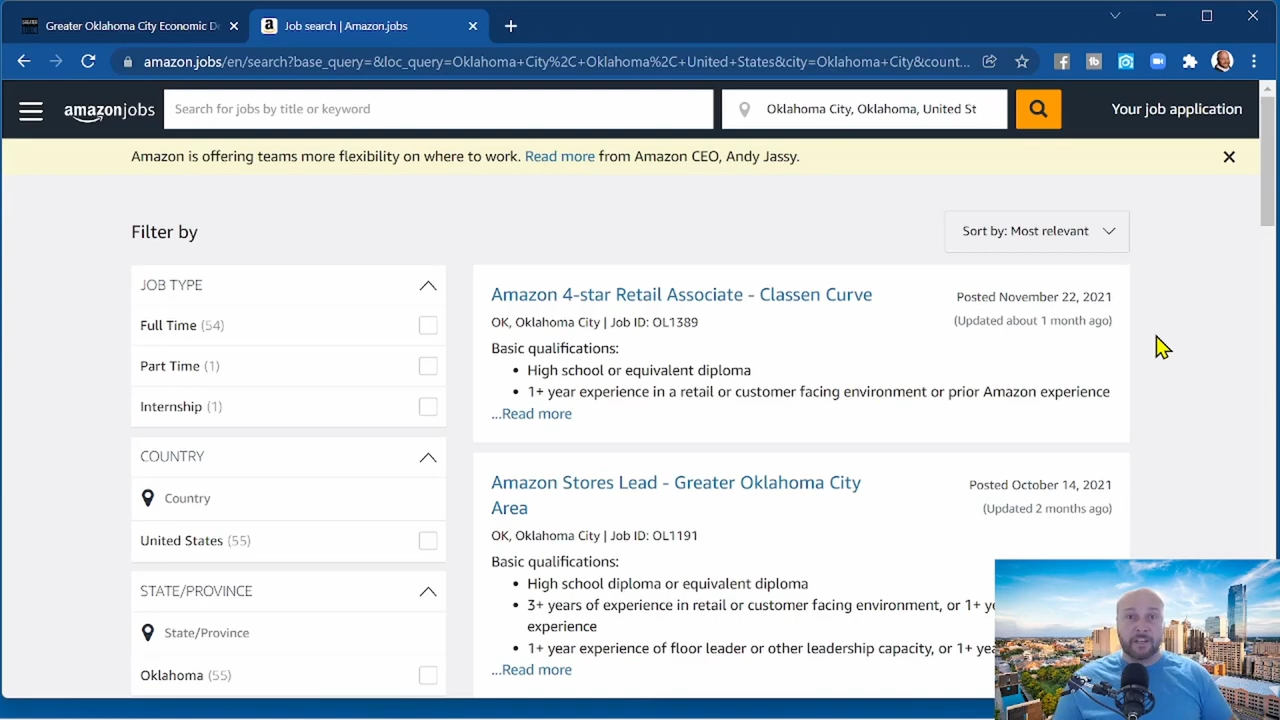 Greater Oklahoma City Economic De
Job search | Amazon.jobs
amazon.jobs/en/search?base_query=&loc_query=Oklahoma+City%2C+Oklahoma%2C+United+States&city=Oklahoma+City&count...
amazonjobs
Search for jobs by title or keyword
Oklahoma City, Oklahoma, United St
Your job application
Amazon is offering teams more flexibility on where to work. Read more from Amazon CEO, Andy Jassy.
Filter by
Sort by: Most relevant
JOB TYPE
Full Time (54)
Part Time (1)
Internship (1)
COUNTRY
Country
United States (55)
STATE/PROVINCE
State/Province
Oklahoma (55)
Amazon 4-star Retail Associate - Classen Curve
Posted November 22, 2021
OK, Oklahoma City | Job ID: OL1389
(Updated about 1 month ago)
Basic qualifications:
• High school or equivalent diploma
• 1+ year experience in a retail or customer facing environment or prior Amazon experience
...Read more
Amazon Stores Lead - Greater Oklahoma City
Area
Posted October 14, 2021
(Updated 2 months ago)
OK, Oklahoma City | Job ID: OL1191
Basic qualifications:
• High school diploma or equivalent diploma
• 3+ years of experience in retail or customer facing environment, or 1+ ye
experience
• 1+ year experience of floor leader or other leadership capacity, or 1+ yea
...Read more